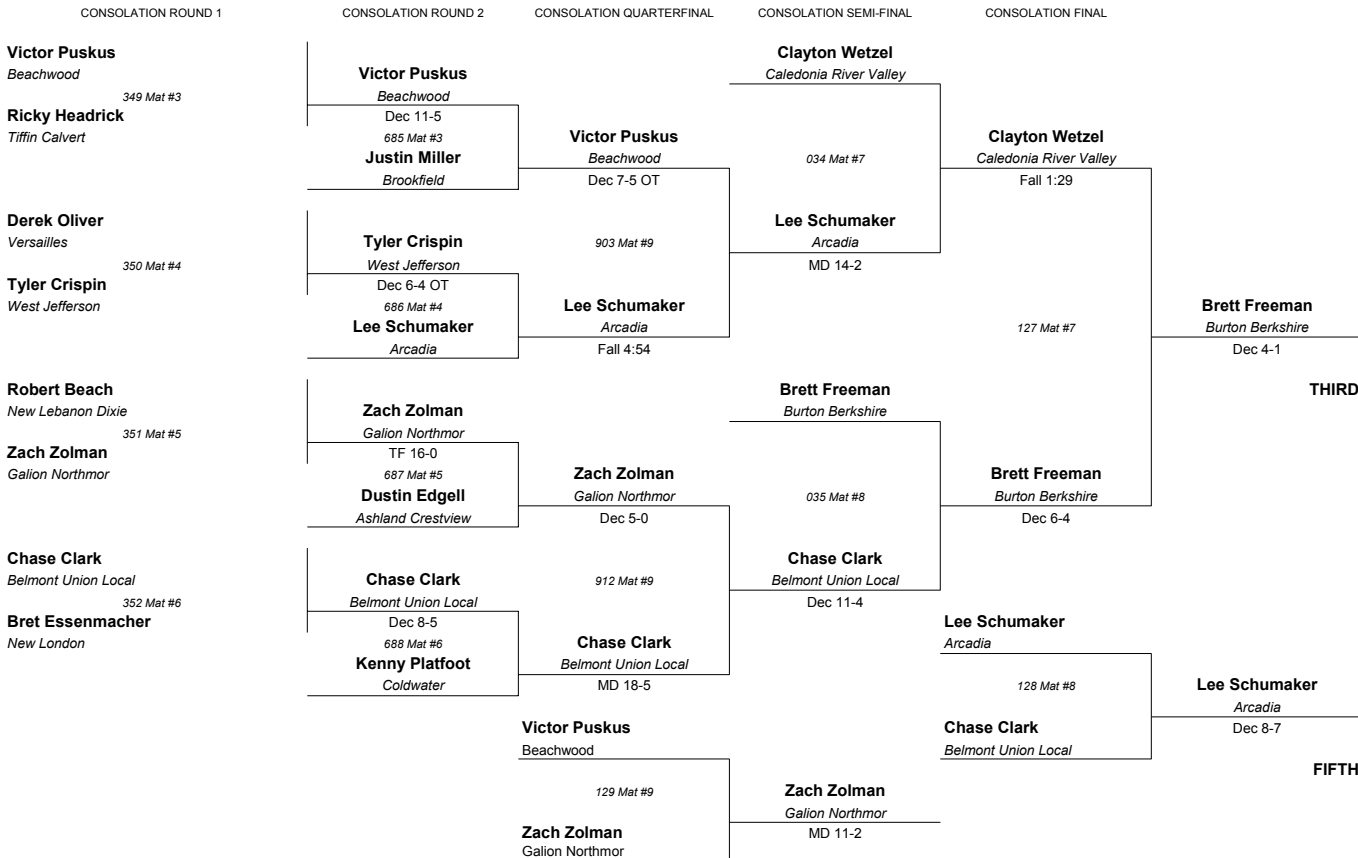 CONSOLATION ROUND 1
CONSOLATION ROUND 2
CONSOLATION QUARTERFINAL
CONSOLATION SEMI-FINAL
CONSOLATION FINAL
Victor Puskus
Beachwood
349 Mat #3
Ricky Headrick
Tiffin Calvert
Derek Oliver
Versailles
350 Mat #4
Tyler Crispin
West Jefferson
Robert Beach
New Lebanon Dixie
351 Mat #5
Zach Zolman
Galion Northmor
Chase Clark
Belmont Union Local
352 Mat #6
Bret Essenmacher
New London
Victor Puskus
Beachwood
Dec 11-5
685 Mat #3
Justin Miller
Brookfield
Tyler Crispin
West Jefferson
Dec 6-4 OT
686 Mat #4
Lee Schumaker
Arcadia
Zach Zolman
Galion Northmor
TF 16-0
687 Mat #5
Dustin Edgell
Ashland Crestview
Chase Clark
Belmont Union Local
Dec 8-5
688 Mat #6
Kenny Platfoot
Coldwater
Victor Puskus
Beachwood
Dec 7-5 OT
903 Mat #9
Lee Schumaker
Arcadia
Fall 4:54
Zach Zolman
Galion Northmor
Dec 5-0
912 Mat #9
Chase Clark
Belmont Union Local
MD 18-5
Victor Puskus
Beachwood
129 Mat #9
Zach Zolman
Galion Northmor
Clayton Wetzel
Caledonia River Valley
034 Mat #7
Lee Schumaker
Arcadia
MD 14-2
Brett Freeman
Burton Berkshire
035 Mat #8
Chase Clark
Belmont Union Local
Dec 11-4
Zach Zolman
Galion Northmor
MD 11-2
Clayton Wetzel
Caledonia River Valley
Fall 1:29
127 Mat #7
Brett Freeman
Burton Berkshire
Dec 6-4
Lee Schumaker
Arcadia
128 Mat #8
Chase Clark
Belmont Union Local
Brett Freeman
Burton Berkshire
Dec 4-1
THIRD
Lee Schumaker
Arcadia
Dec 8-7
FIFTH